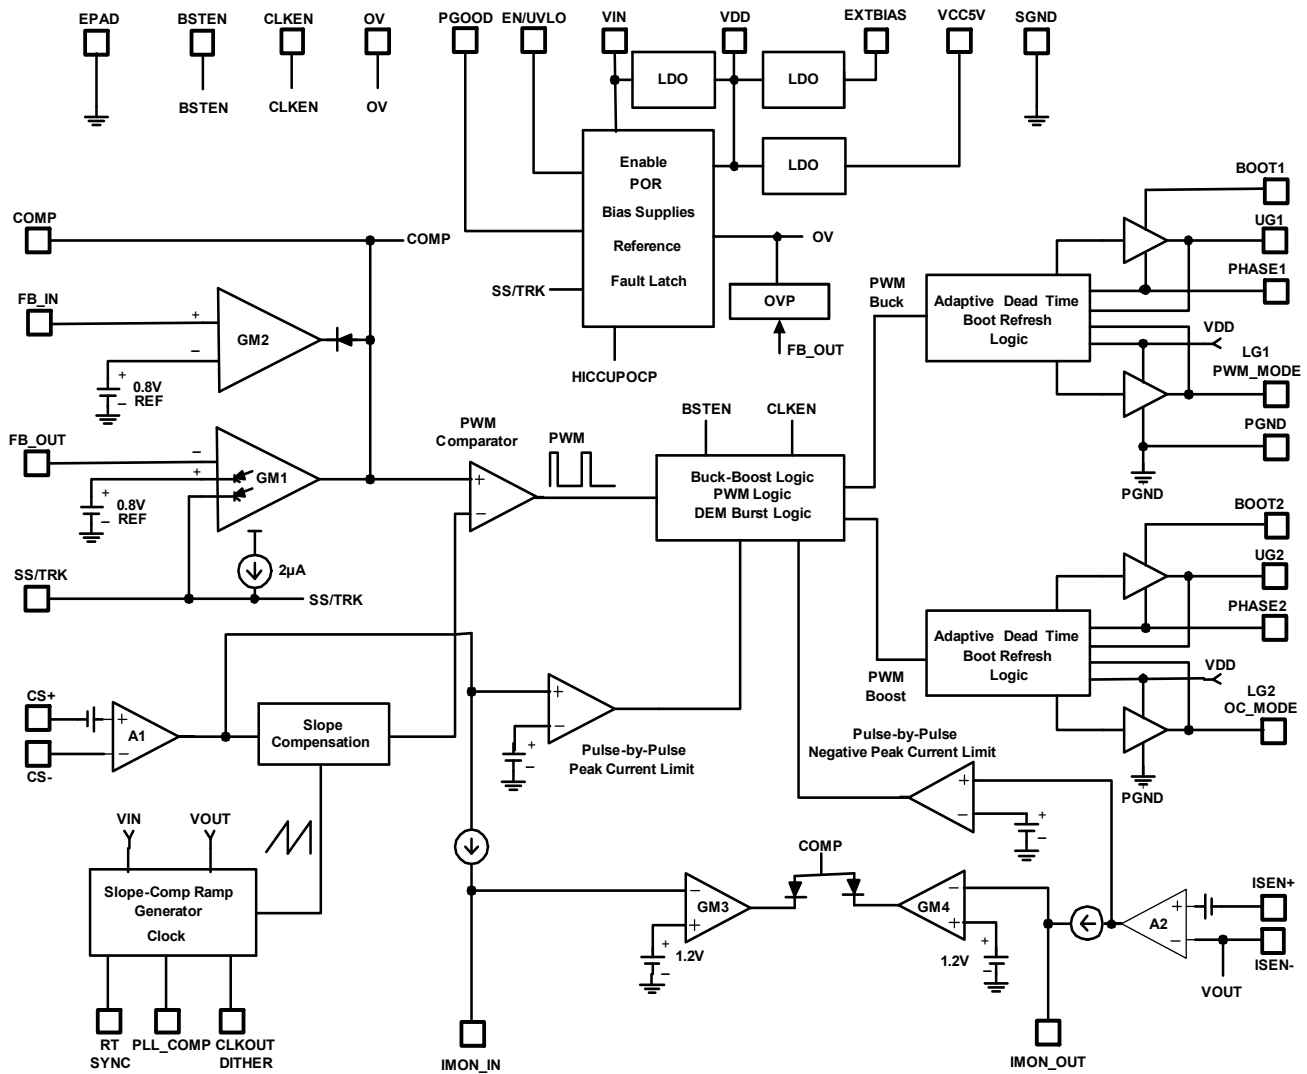 EPAD
BSTEN
CLKEN
OV
PGOOD
EN/UVLO
VIN
VDD
EXTBIAS
VCC5V
SGND
BSTEN
CLKEN
OV
LDO
LDO
LDO
Enable
POR
Bias Supplies
Reference
Fault Latch
SS/TRK
HICCUPOCP
OV
OVP
FB_OUT
COMP
COMP
FB_IN
+
−
GM2
+
−
0.8V
REF
FB_OUT
−
+
GM1
+
−
0.8V
REF
2µA
SS/TRK
SS/TRK
PWM
Comparator
+
−
PWM
BSTEN
CLKEN
Buck-Boost Logic
PWM Logic
DEM Burst Logic
PWM
Buck
Adaptive Dead Time
Boot Refresh
Logic
BOOT1
UG1
PHASE1
VDD
LG1
PWM_MODE
PGND
PGND
PWM
Boost
Adaptive Dead Time
Boot Refresh
Logic
BOOT2
UG2
PHASE2
VDD
LG2
OC_MODE
PGND
CS+
CS-
+
−
A1
Slope
Compensation
+
−
+
−
Pulse-by-Pulse
Peak Current Limit
Pulse-by-Pulse
Negative Peak Current Limit
+
−
+
−
VIN
VOUT
Slope-Comp Ramp
Generator
Clock
RT
SYNC
PLL_COMP
CLKOUT
DITHER
IMON_IN
−
+
GM3
+
−
1.2V
COMP
GM4
−
+
1.2V
+
−
IMON_OUT
A2
+
−
ISEN+
ISEN-
VOUT